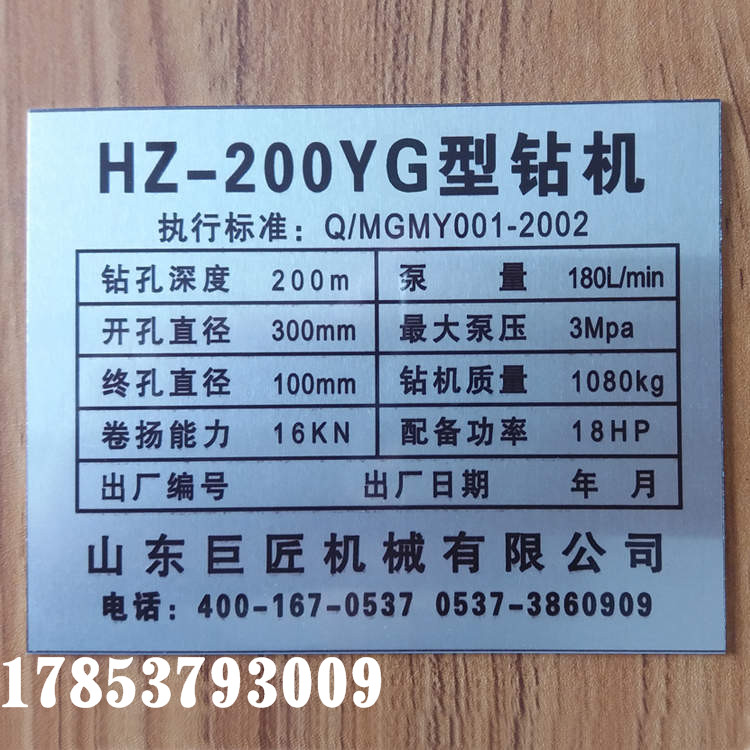 HZ-200YG型钻机
执行标准：Q/MGMY001-2002
钻孔深度 200m 泵 量 180L/min
开孔直径 300mm 最大泵压 3Mpa
终孔直径 100mm 钻机质量 1080kg
卷扬能力 16KN 配备功率 18HP
出厂编号 出厂日期 年 月
山东巨匠机械有限公司
电话：400-167-0537 0537-3860909
17853793009